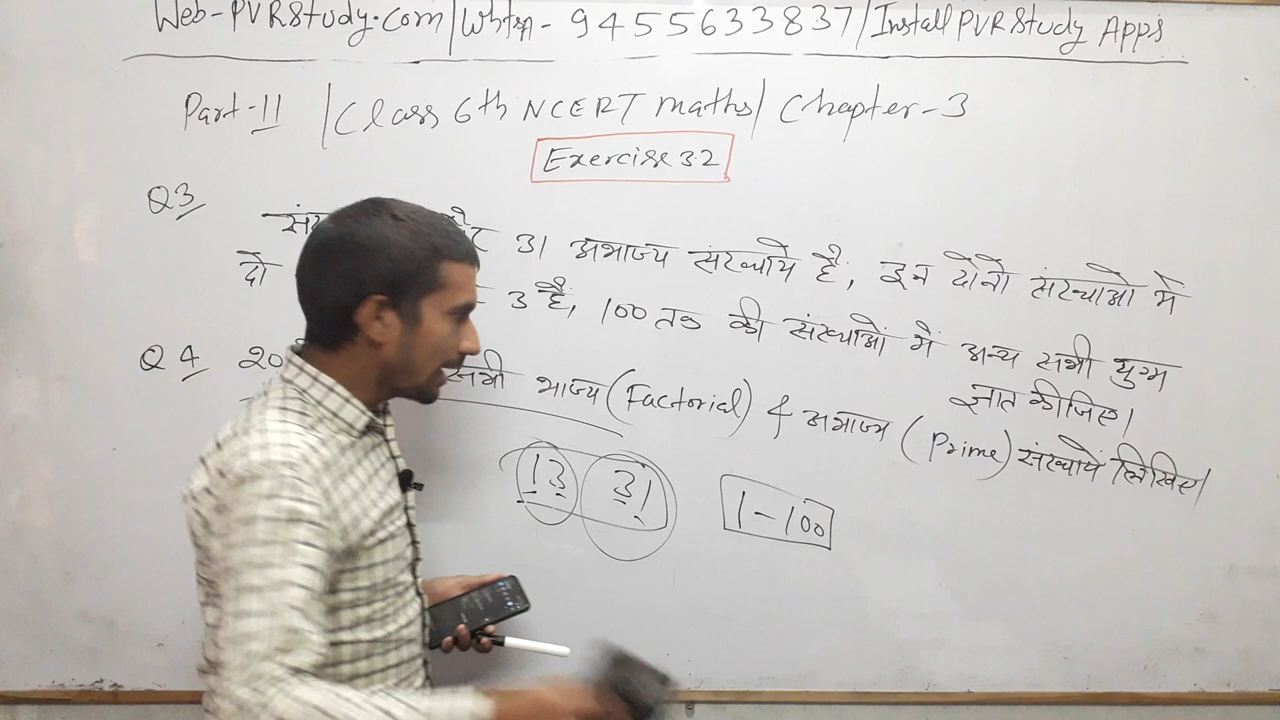 Web-PVRStudy.com/Whtsp-9455633837/Install PVR Study Apps
Part-11 / Class 6th NCERT maths / Chapter-3
Exercise 3.2
Q3 31 अभाज्य संख्याये हैं, इन दोनो संख्याओ मे
दो 3 है, 100 तक की संख्याओं में अन्य सभी युग्म
ज्ञात कीजिए।
Q4 20 सभी भाज्य (Factorial) & अभाज्य (Prime) संख्यायें लिखिए
13 31 1-100